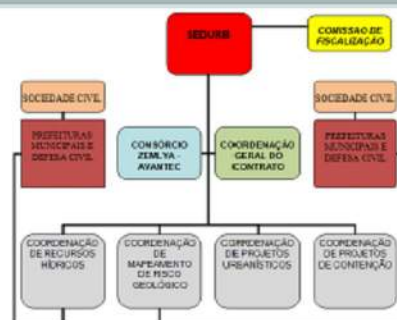 SEDURB
COMISSAO DE
FISCALIZAÇÃO
SOCIEDADE CIVIL
SOCIEDADE CIVIL
PREFEITURAS
MUNICIPAIS E
DEFESA CIVIL
CONSÓRCIO
ZEMLYA -
AVANTEC
COORDENAÇÃO
GERAL DO
CONTRATO
PREFEITURAS
MUNICIPAIS E
DEFESA CIVIL
COORDENAÇÃO
DE RECURSOS
HÍDRICOS
COORDENAÇÃO
DE
MAPEAMENTO
DE RISCO
GEOLÓGICO
COORDENAÇÃO
DE PROJETOS
URBANÍSTICOS
COORDENAÇÃO
DE PROJETOS
DE CONTENÇÃO